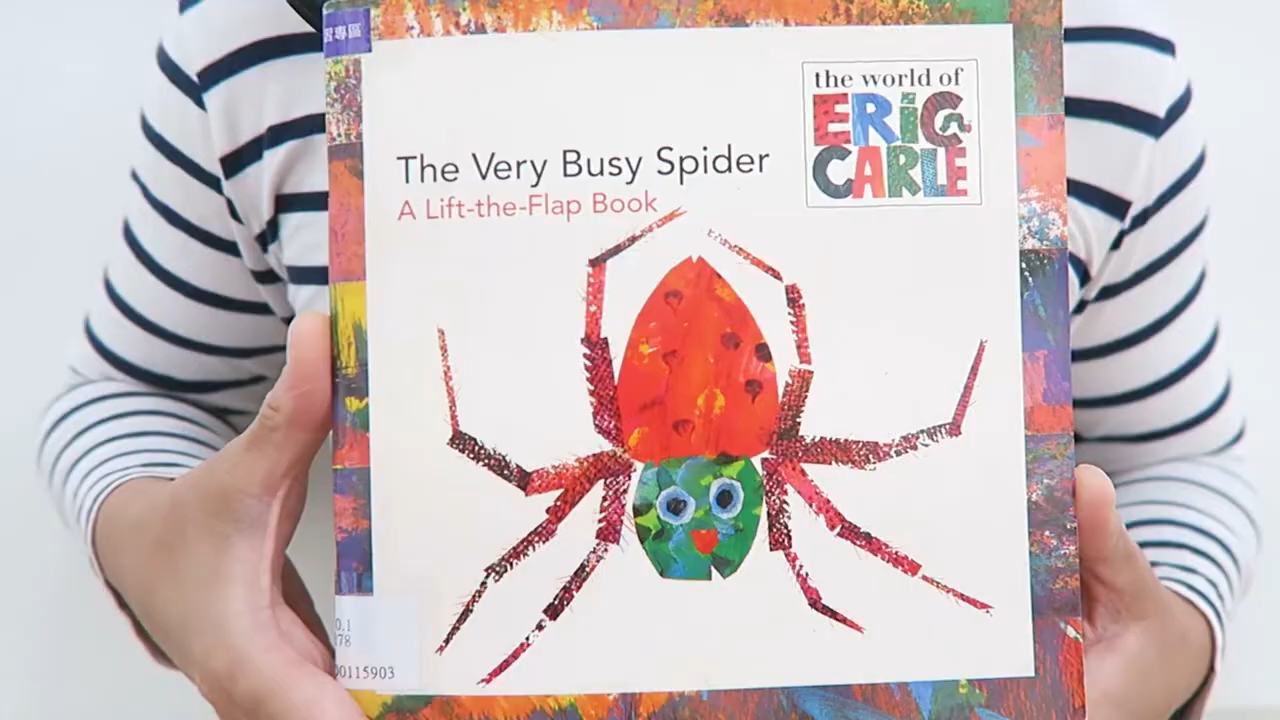 習專區
the world of
ERiC
CARLE
The Very Busy Spider
A Lift-the-Flap Book
0.1
78
00115903